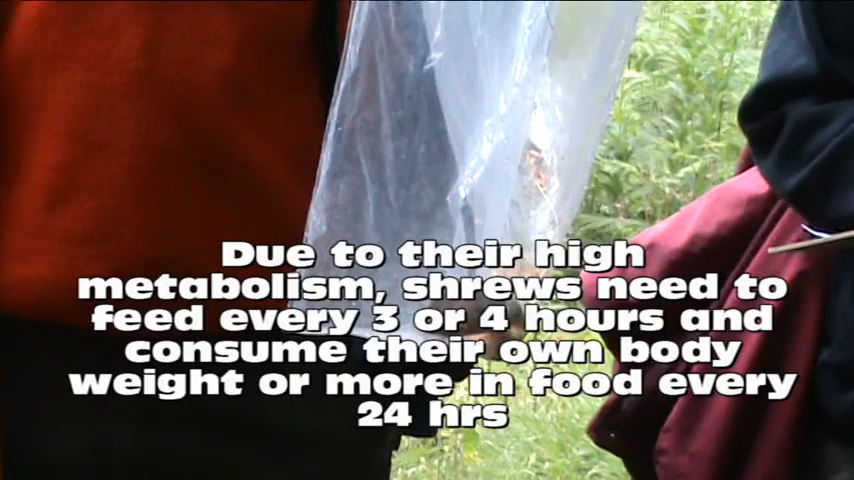 Due to their high
metabolism, shrews need to
feed every 3 or 4 hours and
consume their own body
weight or more in food every
24 hrs